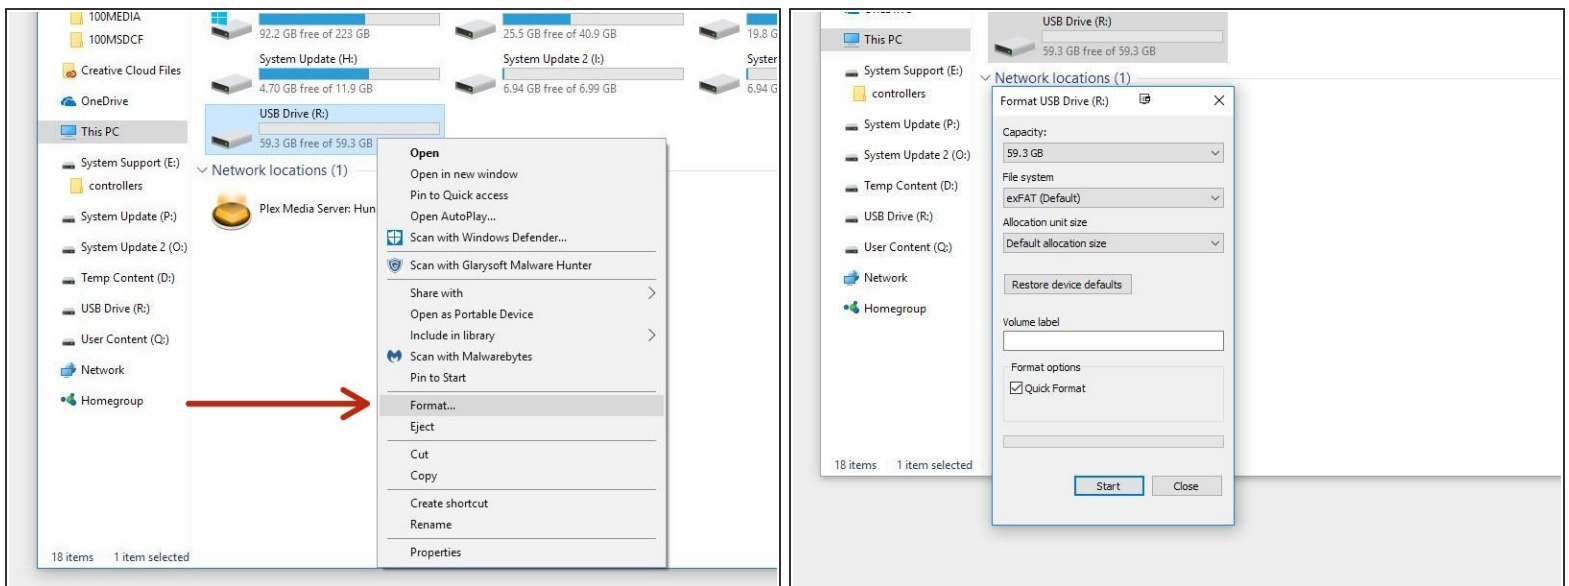 100MEDIA
100MSDCF
Creative Cloud Files
OneDrive
This PC
System Support (E:)
controllers
System Update (P:)
System Update 2 (O:)
Temp Content (D:)
USB Drive (R:)
User Content (Q:)
Network
Homegroup
18 items 1 item selected
92.2 GB free of 223 GB
25.5 GB free of 40.9 GB
19.8 G
System Update (H:)
System Update 2 (I:)
Syster
4.70 GB free of 11.9 GB
6.94 GB free of 6.99 GB
6.94 G
USB Drive (R:)
59.3 GB free of 59.3 GB
Network locations (1)
Plex Media Server: Hun
Open
Open in new window
Pin to Quick access
Open AutoPlay...
Scan with Windows Defender...
Scan with Glarysoft Malware Hunter
Share with
Open as Portable Device
Include in library
Scan with Malwarebytes
Pin to Start
Format...
Eject
Cut
Copy
Create shortcut
Rename
Properties
This PC
System Support (E:)
controllers
System Update (P:)
System Update 2 (O:)
Temp Content (D:)
USB Drive (R:)
User Content (Q:)
Network
Homegroup
18 items 1 item selected
USB Drive (R:)
59.3 GB free of 59.3 GB
Network locations (1)
Format USB Drive (R:)
Capacity:
59.3 GB
File system
exFAT (Default)
Allocation unit size
Default allocation size
Restore device defaults
Volume label
Format options
Quick Format
Start Close